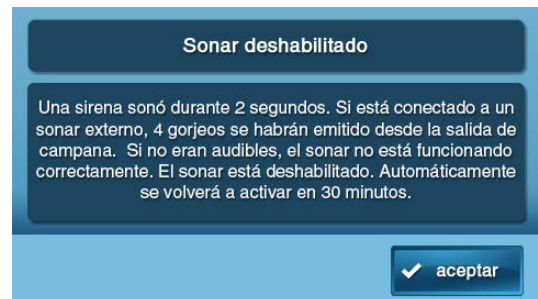 Sonar deshabilitado
Una sirena sonó durante 2 segundos. Si está conectado a un
sonar externo, 4 gorjeos se habrán emitido desde la salida de
campana. Si no eran audibles, el sonar no está funcionando
correctamente. El sonar está deshabilitado. Automáticamente
se volverá a activar en 30 minutos.
aceptar